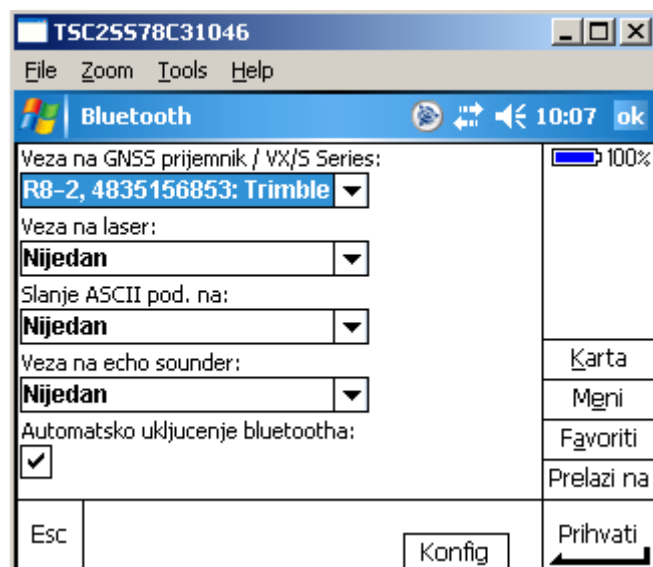 TSC2SS78C31046
File Zoom Tools Help
Bluetooth 10:07 ok
Veza na GNSS prijemnik / VX/S Series:
R8-2, 4835156853: Trimble
100%
Veza na laser:
Nijedan
Slanje ASCII pod. na:
Nijedan
Veza na echo sounder:
Nijedan
Automatsko ukljucenje bluetootha:
Karta
Meni
Favoriti
Prelazi na
Esc
Konfig
Prihvati